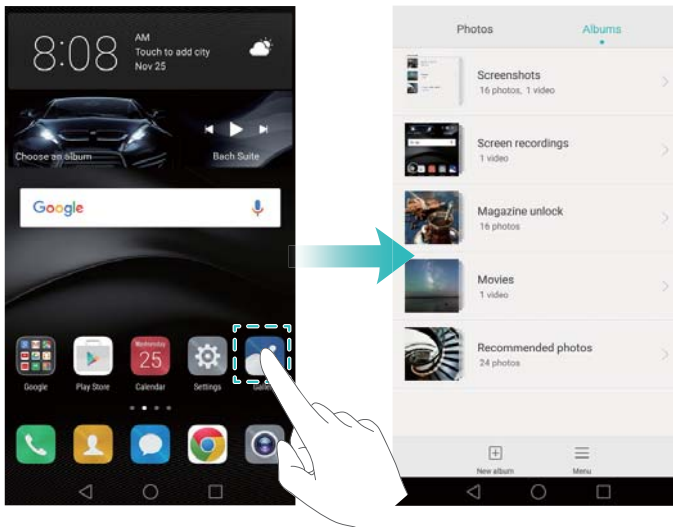 8:08
AM
Touch to add city
Nov 25
Choose an album
Bach Suite
Google
Wednesday
25
Google
Play Store
Calendar
Settings
Photos
Albums
Screenshots
16 photos, 1 video
Screen recordings
1 video
Magazine unlock
16 photos
Movies
1 video
Recommended photos
24 photos
New album
Menu